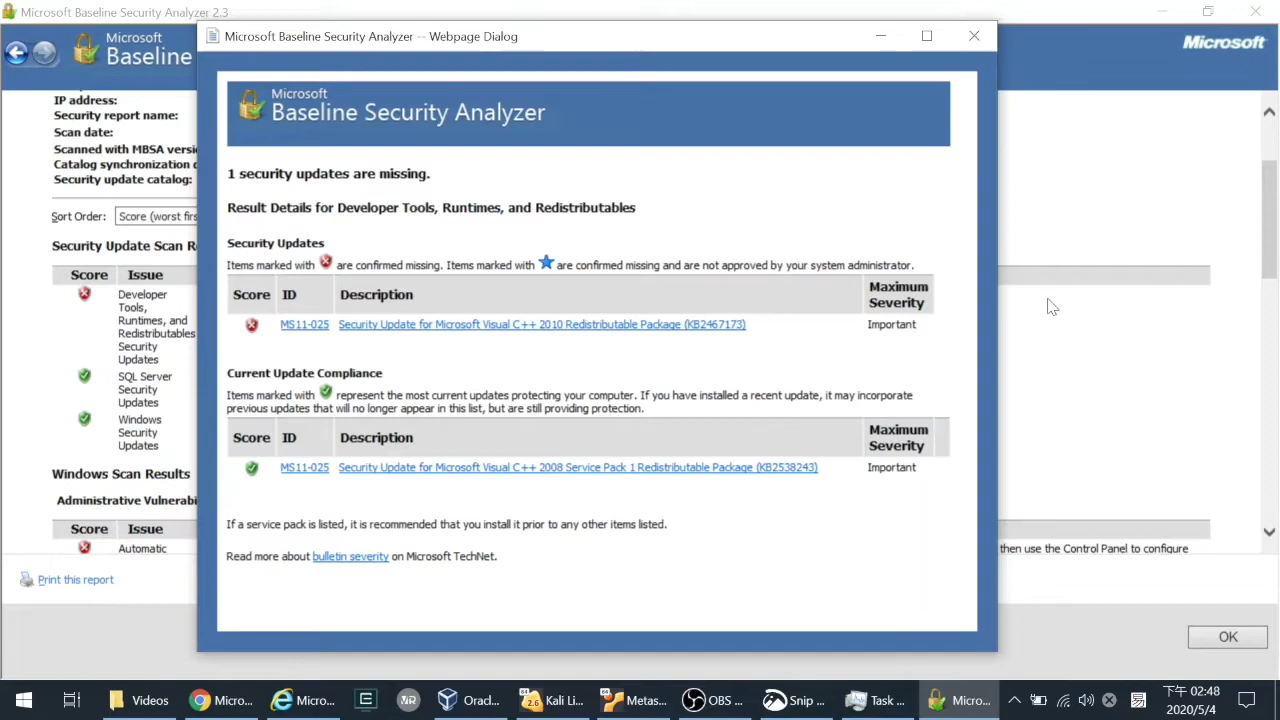 Microsoft Baseline Security Analyzer 2.3
Microsoft
Baseline
Microsoft
IP address:
Security report name:
Scan date:
Scanned with MBSA versi
Catalog synchronization d
Security update catalog:
Sort Order: Score (worst firs
Security Update Scan R
Score Issue
Developer
Tools,
Runtimes, and
Redistributables
Security
Updates
SQL Server
Security
Updates
Windows
Security
Updates
Windows Scan Results
Administrative Vulnerabi
Score Issue
Automatic
then use the Control Panel to configure
Print this report
OK
Microsoft Baseline Security Analyzer -- Webpage Dialog
Microsoft
Baseline Security Analyzer
1 security updates are missing.
Result Details for Developer Tools, Runtimes, and Redistributables
Security Updates
Items marked with are confirmed missing. Items marked with are confirmed missing and are not approved by your system administrator.
Score ID Description Maximum Severity
MS11-025 Security Update for Microsoft Visual C++ 2010 Redistributable Package (KB2467173) Important
Current Update Compliance
Items marked with represent the most current updates protecting your computer. If you have installed a recent update, it may incorporate
previous updates that will no longer appear in this list, but are still providing protection.
Score ID Description Maximum Severity
MS11-025 Security Update for Microsoft Visual C++ 2008 Service Pack 1 Redistributable Package (KB2538243) Important
If a service pack is listed, it is recommended that you install it prior to any other items listed.
Read more about bulletin severity on Microsoft TechNet.
Videos Micro... Micro... Orac... Kali Li... Metas... OBS ... Snip ... Task ... Micro...
下午 02:48
2020/5/4